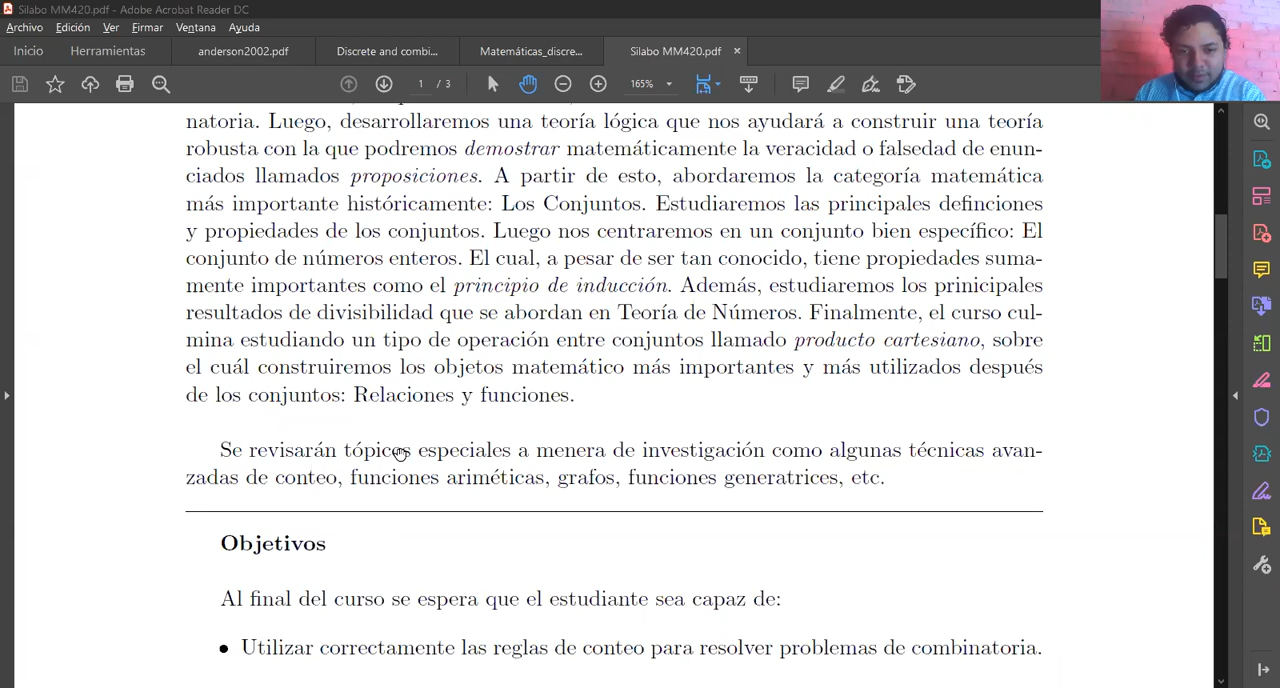 Silabo MM420.pdf - Adobe Acrobat Reader DC
Archivo Edición Ver Firmar Ventana Ayuda
Inicio Herramientas anderson2002.pdf Discrete and combi... Matemáticas_discre... Silabo MM420.pdf ×
1 / 3 165%
natoria. Luego, desarrollaremos una teoría lógica que nos ayudará a construir una teoría
robusta con la que podremos demostrar matemáticamente la veracidad o falsedad de enun-
ciados llamados proposiciones. A partir de esto, abordaremos la categoría matemática
más importante históricamente: Los Conjuntos. Estudiaremos las principales definciones
y propiedades de los conjuntos. Luego nos centraremos en un conjunto bien específico: El
conjunto de números enteros. El cual, a pesar de ser tan conocido, tiene propiedades suma-
mente importantes como el principio de inducción. Además, estudiaremos los prinicipales
resultados de divisibilidad que se abordan en Teoría de Números. Finalmente, el curso cul-
mina estudiando un tipo de operación entre conjuntos llamado producto cartesiano, sobre
el cuál construiremos los objetos matemático más importantes y más utilizados después
de los conjuntos: Relaciones y funciones.
Se revisarán tópicos especiales a menera de investigación como algunas técnicas avan-
zadas de conteo, funciones ariméticas, grafos, funciones generatrices, etc.
Objetivos
Al final del curso se espera que el estudiante sea capaz de:
• Utilizar correctamente las reglas de conteo para resolver problemas de combinatoria.